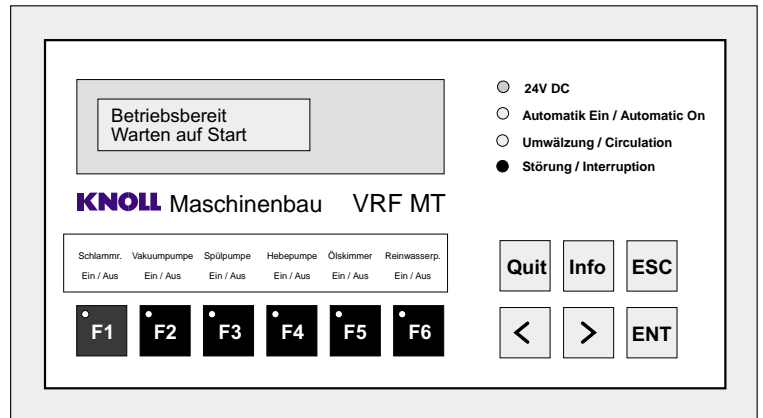 Betriebsbereit
Warten auf Start
24V DC
Automatik Ein / Automatic On
Umwälzung / Circulation
Störung / Interruption
KNOLL Maschinenbau VRF MT
Schlammr. Vakuumpumpe Spülpumpe Hebepumpe Ölskimmer Reinwasserp.
Ein / Aus Ein / Aus Ein / Aus Ein / Aus Ein / Aus Ein / Aus
F1 F2 F3 F4 F5 F6
Quit Info ESC
< > ENT